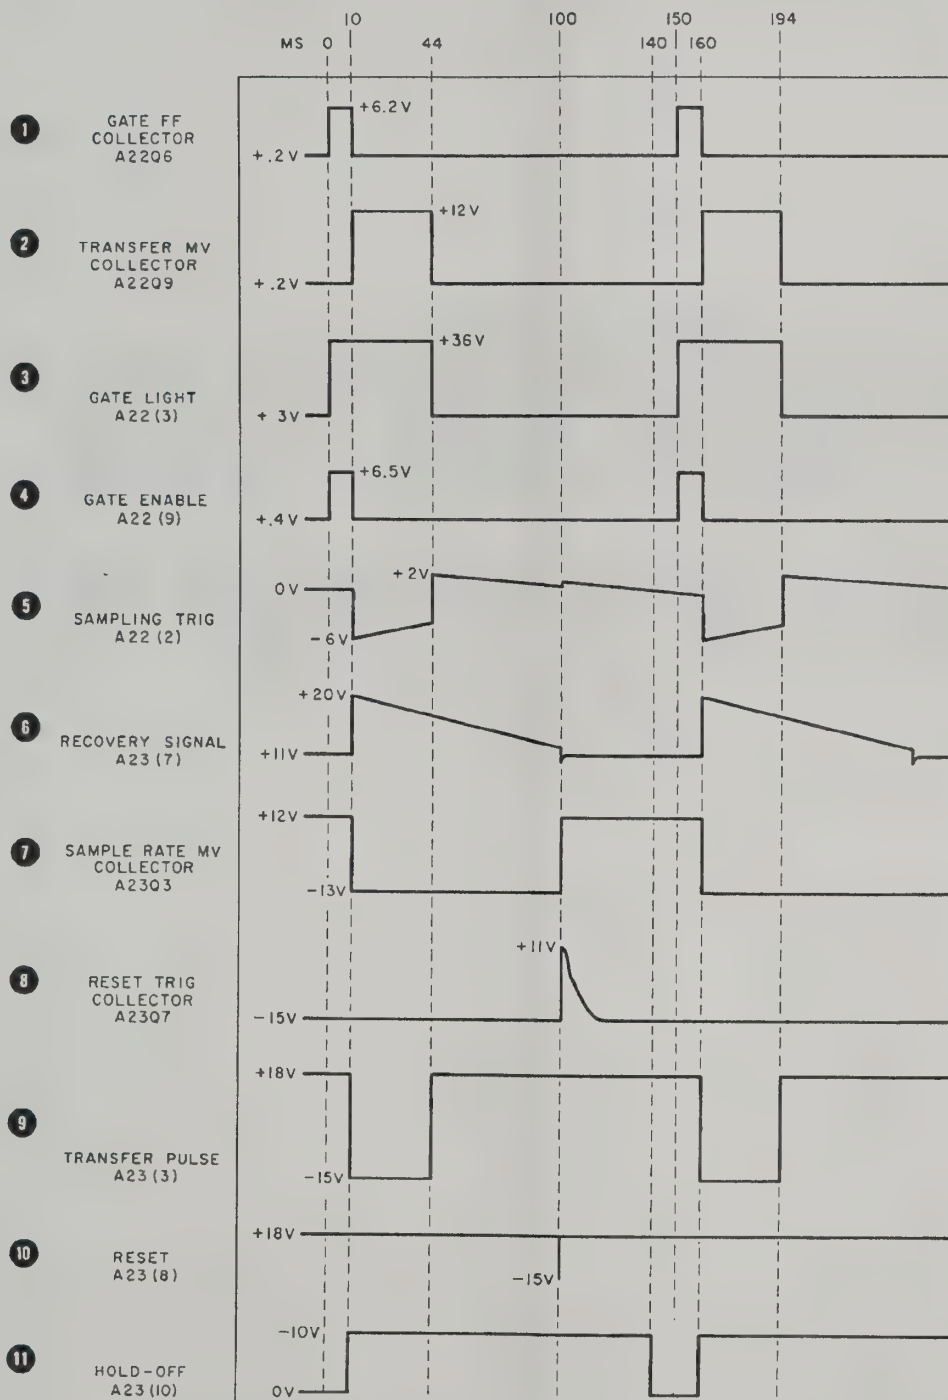 10 100 150 194
MS 0 44 140 160
1 GATE FF
COLLECTOR
A22Q6
+6.2V
+.2V
2 TRANSFER MV
COLLECTOR
A22Q9
+12V
+.2V
3 GATE LIGHT
A22(3)
+36V
+ 3V
4 GATE ENABLE
A22(9)
+6.5V
+.4V
5 SAMPLING TRIG
A22(2)
+2V
0V
-6V
6 RECOVERY SIGNAL
A23(7)
+20V
+11V
7 SAMPLE RATE MV
COLLECTOR
A23Q3
+12V
-13V
8 RESET TRIG
COLLECTOR
A23Q7
+11V
-15V
9 TRANSFER PULSE
A23(3)
+18V
-15V
10 RESET
A23(8)
+18V
-15V
11 HOLD-OFF
A23(10)
-10V
0V